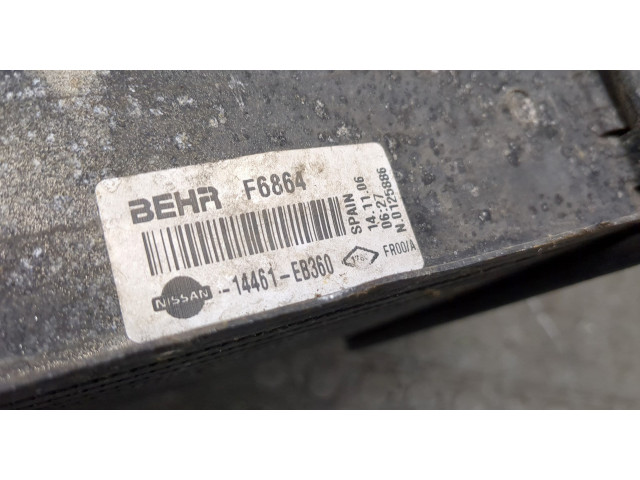 BEHR F6864
NISSAN -14461-EB360
SPAIN
14.11.06
06:27
N.0125886
FR00/A